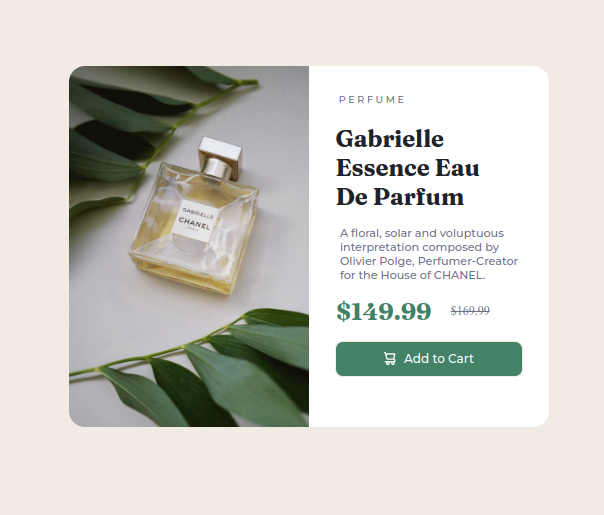 GABRIELLE
CHANEL
PERFUME
Gabrielle
Essence Eau
De Parfum
A floral, solar and voluptuous
interpretation composed by
Olivier Polge, Perfumer-Creator
for the House of CHANEL.
$149.99 $169.99
Add to Cart